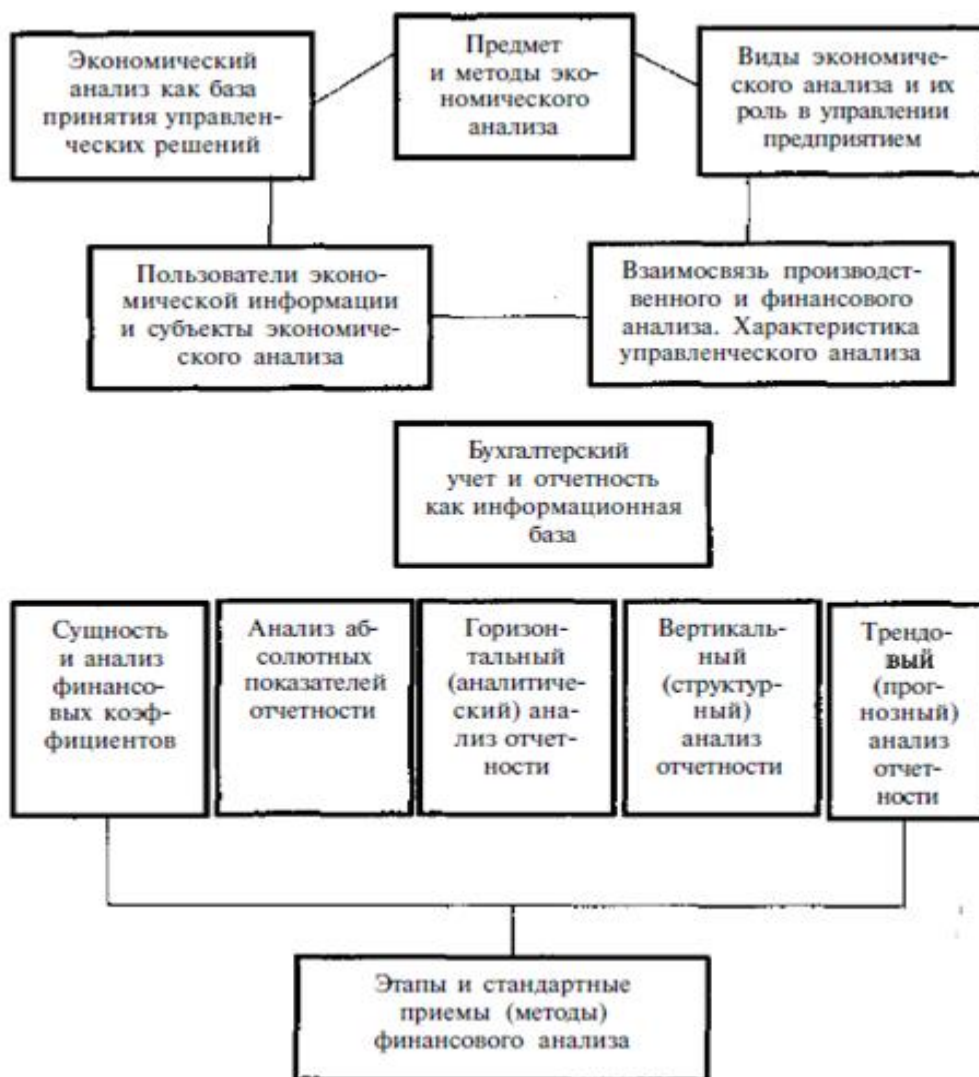 Экономический
анализ как база
принятия управлен-
ческих решений
Предмет
и методы эко-
номического
анализа
Виды экономиче-
ского анализа и их
роль в управлении
предприятием
Пользователи эконо-
мической информации
и субъекты экономиче-
ского анализа
Взаимосвязь производст-
венного и финансового
анализа. Характеристика
управленческого анализа
Бухгалтерский
учет и отчетность
как информационная
база
Сущность
и анализ
финансо-
вых коэф-
фициентов
Анализ аб-
солютных
показателей
отчетности
Горизон-
тальный
(аналитиче-
ский) ана-
лиз отчет-
ности
Вертикаль-
ный
(структур-
ный)
анализ
отчетности
Трендо-
вый
(прог-
нозный)
анализ
отчет-
ности
Этапы и стандартные
приемы (методы)
финансового анализа